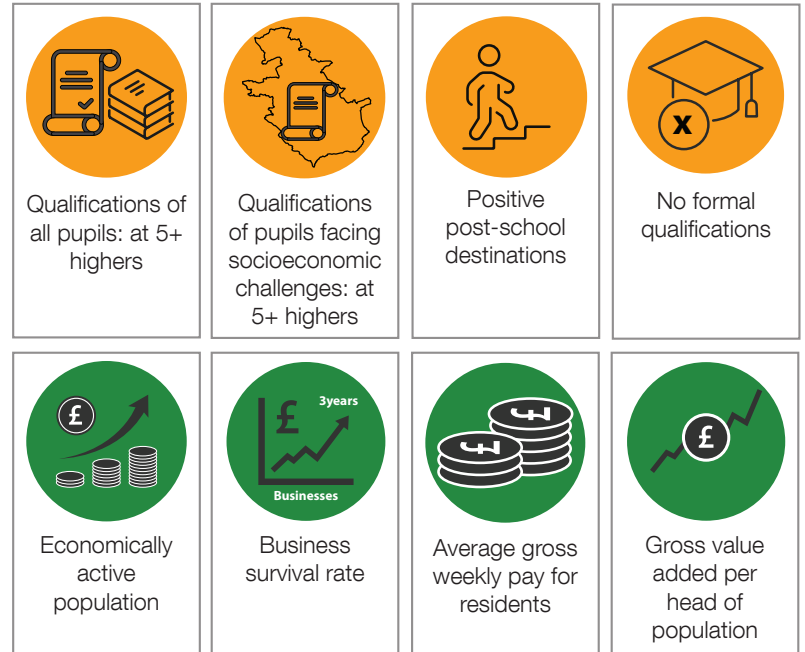 Qualifications of
all pupils: at 5+
highers
Qualifications
of pupils facing
socioeconomic
challenges: at
5+ highers
Positive
post-school
destinations
X
No formal
qualifications
£
Economically
active
population
£
3years
Businesses
Business
survival rate
£
£
Average gross
weekly pay for
residents
£
Gross value
added per
head of
population